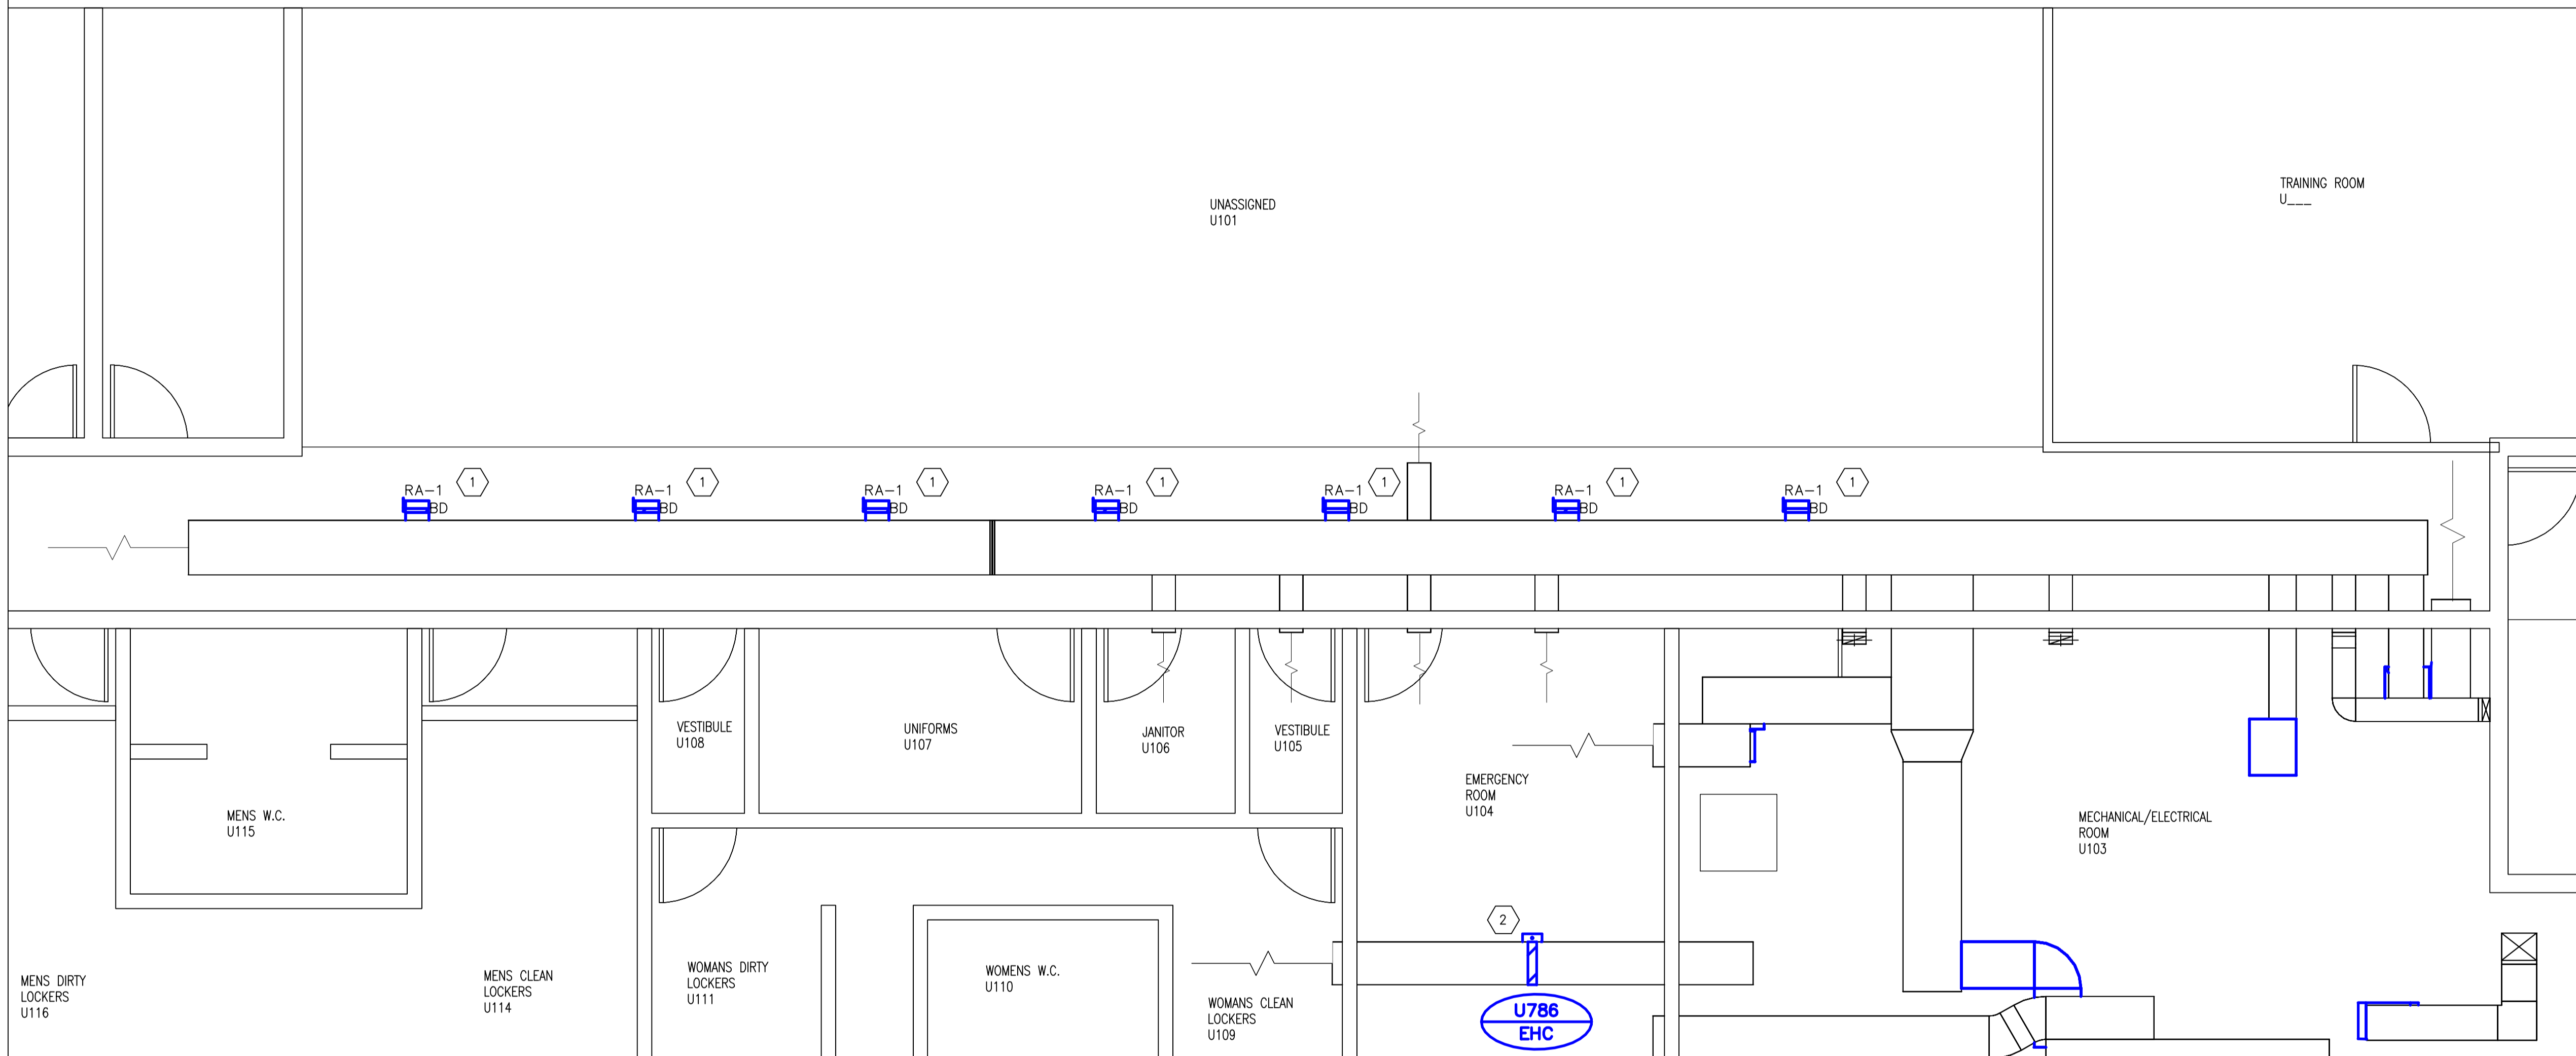 UNASSIGNED
U101
TRAINING ROOM
U___
RA-1
1
BD
RA-1
1
BD
RA-1
1
BD
RA-1
1
BD
RA-1
1
BD
RA-1
1
BD
RA-1
1
BD
VESTIBULE
U108
UNIFORMS
U107
JANITOR
U106
VESTIBULE
U105
EMERGENCY
ROOM
U104
MENS W.C.
U115
MECHANICAL/ELECTRICAL
ROOM
U103
2
MENS DIRTY
LOCKERS
U116
MENS CLEAN
LOCKERS
U114
WOMANS DIRTY
LOCKERS
U111
WOMENS W.C.
U110
WOMANS CLEAN
LOCKERS
U109
U786
EHC